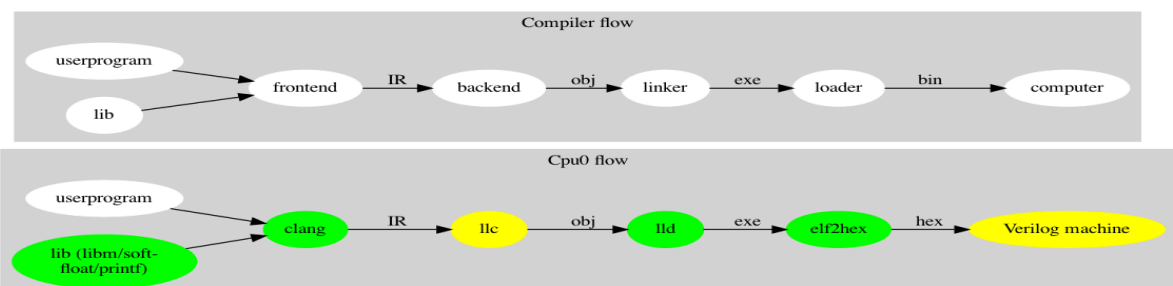 Compiler flow
userprogram
lib
frontend
IR
backend
obj
linker
exe
loader
bin
computer
Cpu0 flow
userprogram
lib (libm/soft-
float/printf)
clang
IR
llc
obj
lld
exe
elf2hex
hex
Verilog machine